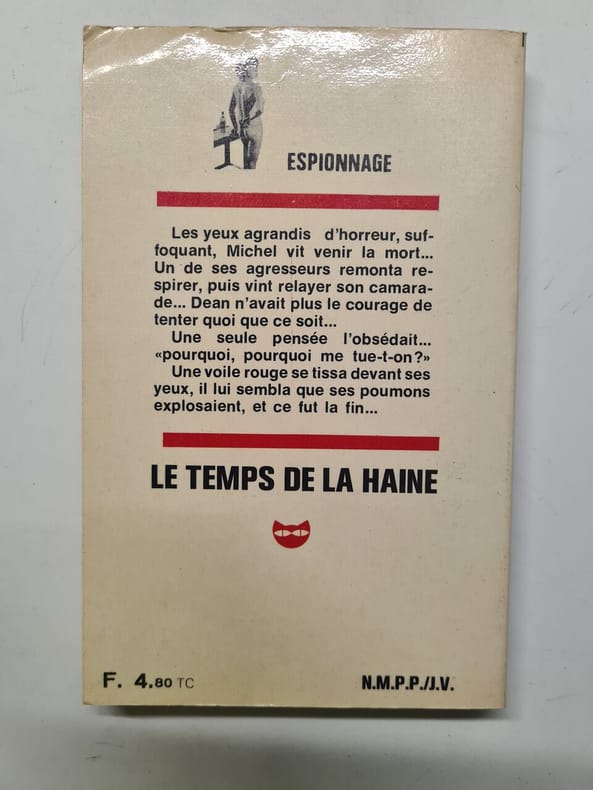 ESPIONNAGE
Les yeux agrandis d'horreur, suf-
foquant, Michel vit venir la mort...
Un de ses agresseurs remonta re-
spirer, puis vint relayer son camara-
de... Dean n'avait plus le courage de
tenter quoi que ce soit...
Une seule pensée l'obsédait...
«pourquoi, pourquoi me tue-t-on?»
Une voile rouge se tissa devant ses
yeux, il lui sembla que ses poumons
explosaient, et ce fut la fin...
LE TEMPS DE LA HAINE
F. 4.80 TC
N.M.P.P./J.V.